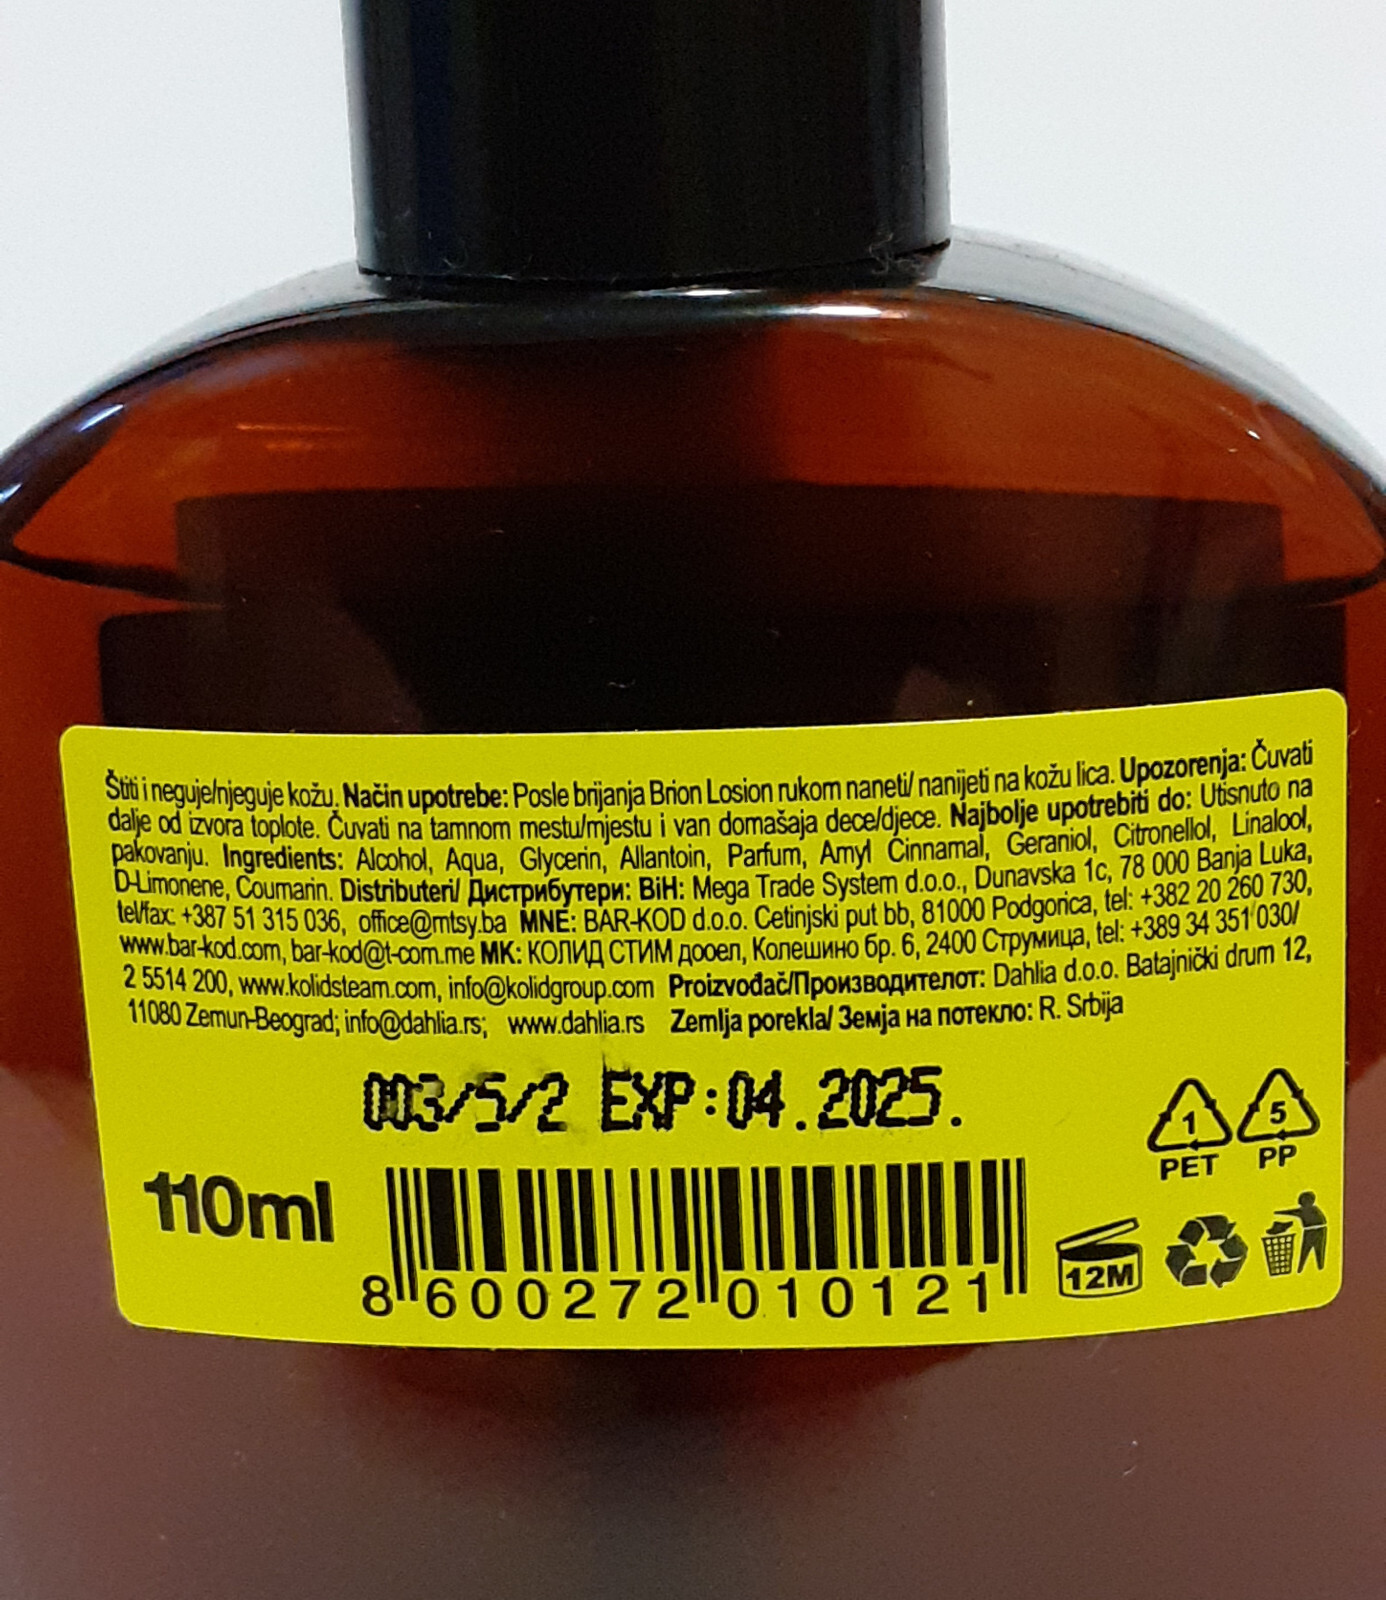 Štiti i neguje/njeguje kožu. Način upotrebe: Posle brijanja Brion Losion rukom naneti/ nanijeti na kožu lica. Upozorenja: Čuvati
dalje od izvora toplote. Čuvati na tamnom mestu/mjestu i van domašaja dece/djece. Najbolje upotrebiti do: Utisnuto na
pakovanju. Ingredients: Alcohol, Aqua, Glycerin, Allantoin, Parfum, Amyl Cinnamal, Geraniol, Citronellol, Linalool,
D-Limonene, Coumarin. Distributeri/ Дистрибутери: BiH: Mega Trade System d.o.o., Dunavska 1c, 78 000 Banja Luka,
tel/fax: +387 51 315 036, office@mtsy.ba MNE: BAR-KOD d.o.o. Cetinjski put bb, 81000 Podgorica, tel: +382 20 260 730,
www.bar-kod.com, bar-kod@t-com.me MK: КОЛИД СТИМ дооел, Колешино бр. 6, 2400 Струмица, tel: +389 34 351 030/
2 5514 200, www.kolidsteam.com, info@kolidgroup.com Proizvođač/Производителот: Dahlia d.o.o. Batajnički drum 12,
11080 Zemun-Beograd; info@dahlia.rs; www.dahlia.rs Zemlja porekla/ Земја на потекло: R. Srbija
003/5/2 EXP:04.2025.
1 5
PET PP
110ml
12M
8 600272 010121